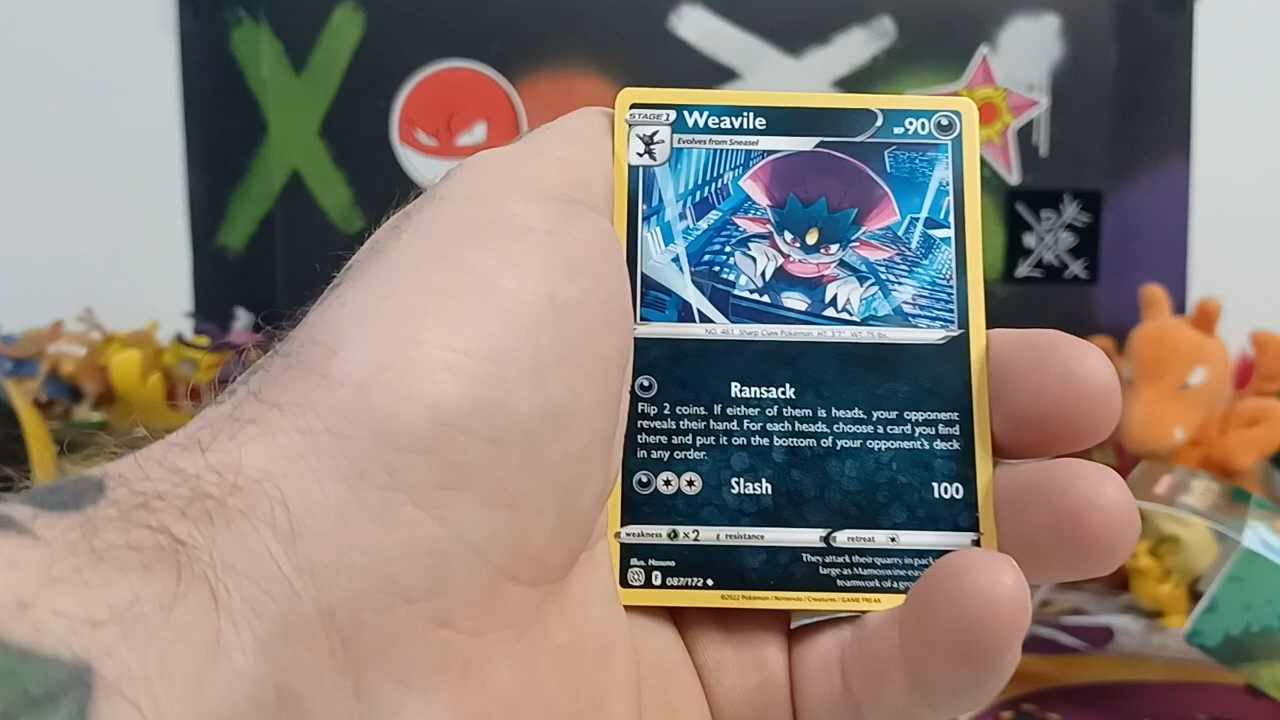 STAGE 1 Weavile HP 90
Evolves from Sneasel
NO. 461 Sharp Claw Pokémon HT: 3'7" WT: 75 lbs.
Ransack
Flip 2 coins. If either of them is heads, your opponent
reveals their hand. For each heads, choose a card you find
there and put it on the bottom of your opponent's deck
in any order.
Slash 100
weakness ×2 resistance retreat
Illus. Hasuno
They attack their quarry in
large as Mamoswine
teamwork of a
F 087/172
©2022 Pokémon / Nintendo / Creatures / GAME FREAK